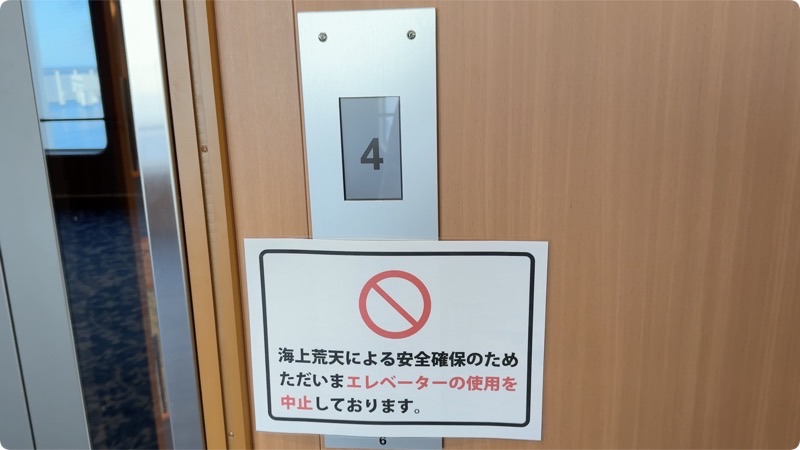 4
海上荒天による安全確保のため
ただいまエレベーターの使用を
中止しております。
6